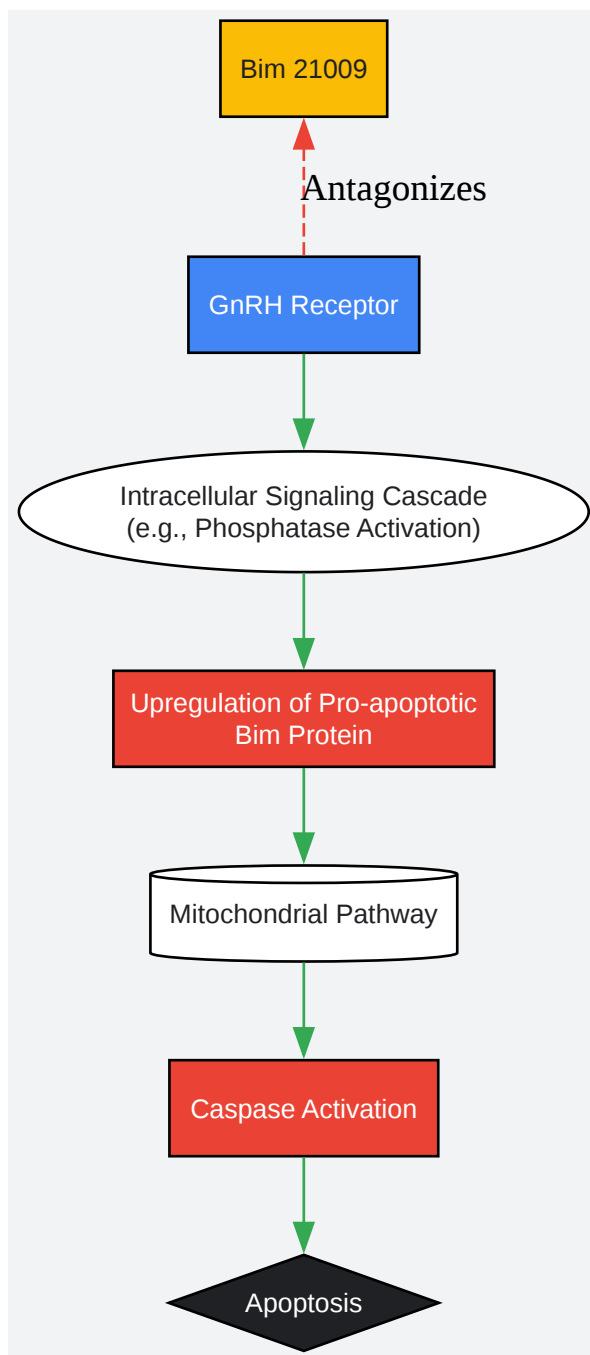 Bim 21009
Antagonizes
GnRH Receptor
Intracellular Signaling Cascade
(e.g., Phosphatase Activation)
Upregulation of Pro-apoptotic
Bim Protein
Mitochondrial Pathway
Caspase Activation
Apoptosis